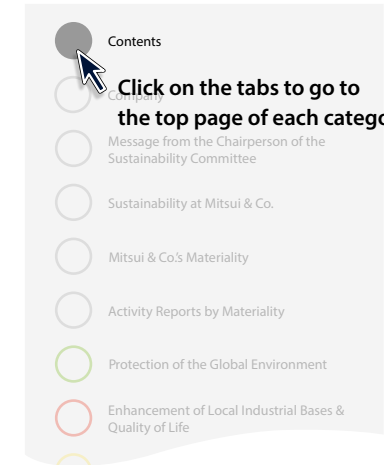 Contents
Click on the tabs to go to
Company
the top page of each catego
Message from the Chairperson of the
Sustainability Committee
Sustainability at Mitsui & Co.
Mitsui & Co.'s Materiality
Activity Reports by Materiality
Protection of the Global Environment
Enhancement of Local Industrial Bases &
Quality of Life